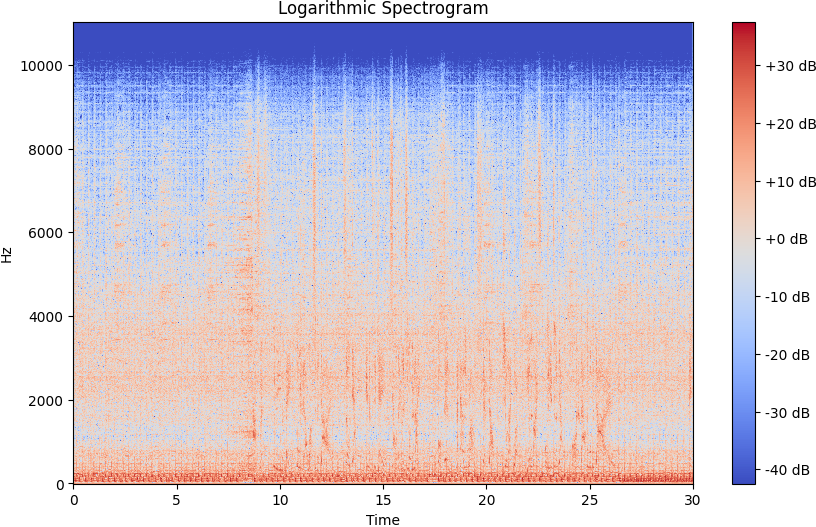 Logarithmic Spectrogram
Hz
10000
8000
6000
4000
2000
0
0 5 10 15 20 25 30
Time
+30 dB
+20 dB
+10 dB
+0 dB
-10 dB
-20 dB
-30 dB
-40 dB